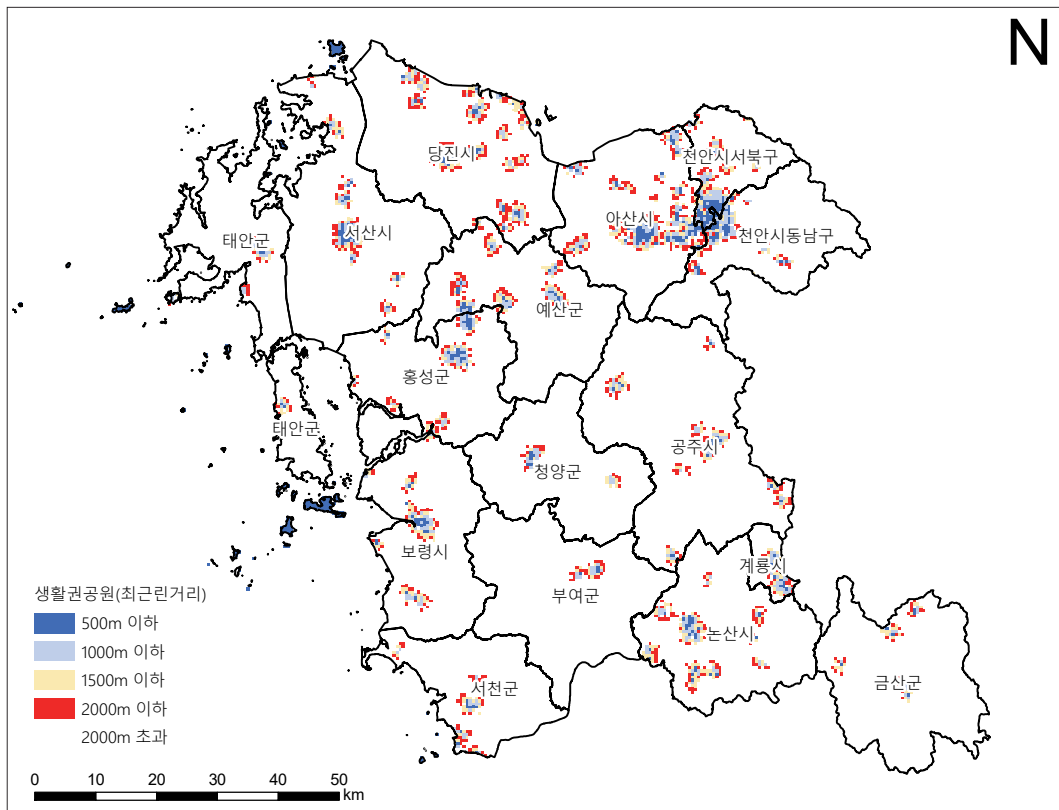 N
천안시서북구
당진시
아산시
서산시
천안시동남구
태안군
예산군
홍성군
태안군
공주시
청양군
보령시
계룡시
부여군
논산시
금산군
서천군
생활권공원(최근린거리)
500m 이하
1000m 이하
1500m 이하
2000m 이하
2000m 초과
0 10 20 30 40 50
km